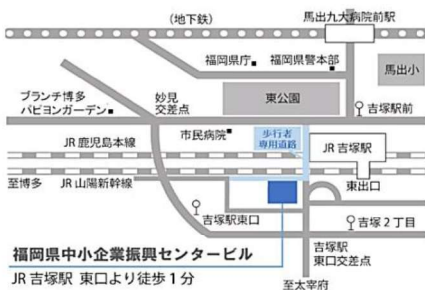 （地下鉄）
馬出九大病院前駅
福岡県庁
福岡県警本部
馬出小
ブランチ博多
パピヨンガーデン
妙見
交差点
東公園
吉塚駅前
市民病院
歩行者
専用道路
JR 鹿児島本線
JR 吉塚駅
至博多
JR 山陽新幹線
東出口
吉塚駅東口
吉塚２丁目
福岡県中小企業振興センタービル
JR 吉塚駅 東口より徒歩 1 分
吉塚駅
東口交差点
至太宰府